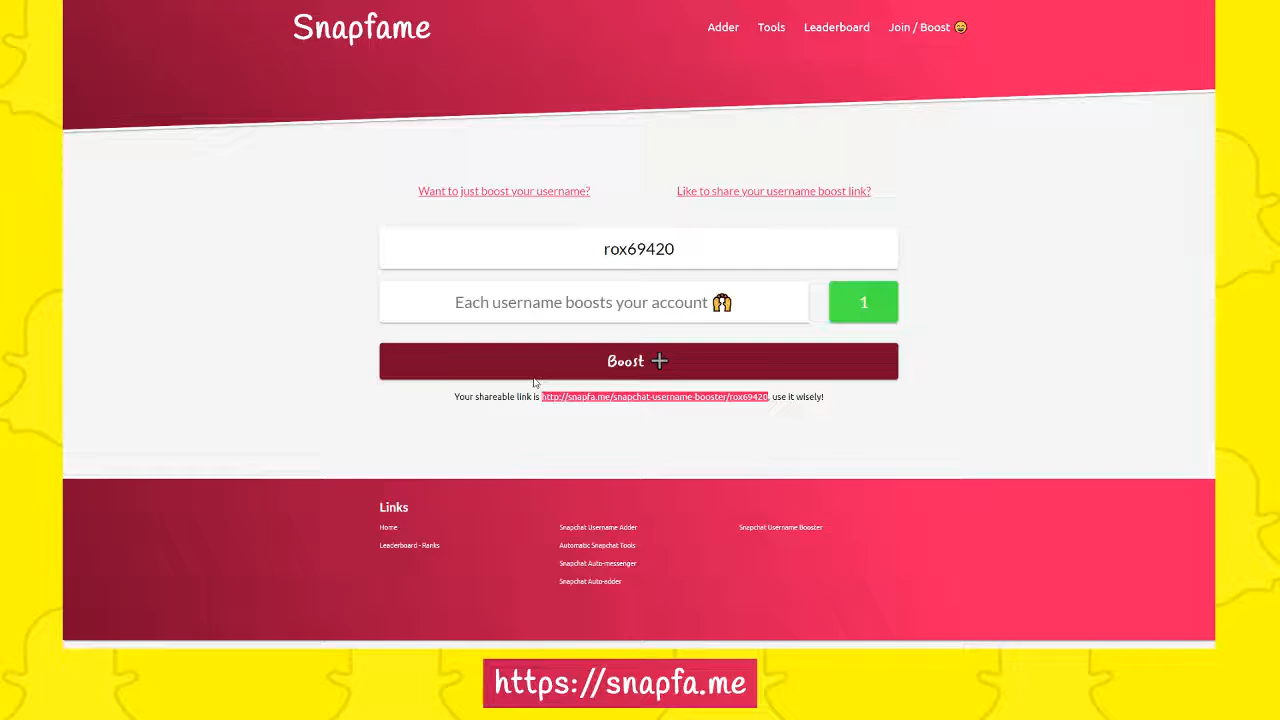 Snapfame
Adder Tools Leaderboard Join / Boost 😄
Want to just boost your username? Like to share your username boost link?
rox69420
Each username boosts your account 🙌 1
Boost ➕
Your shareable link is http://snapfa.me/snapchat-username-booster/rox69420, use it wisely!
Links
Home Snapchat Username Adder Snapchat Username Booster
Leaderboard - Ranks Automatic Snapchat Tools
Snapchat Auto-messenger
Snapchat Auto-adder
https://snapfa.me